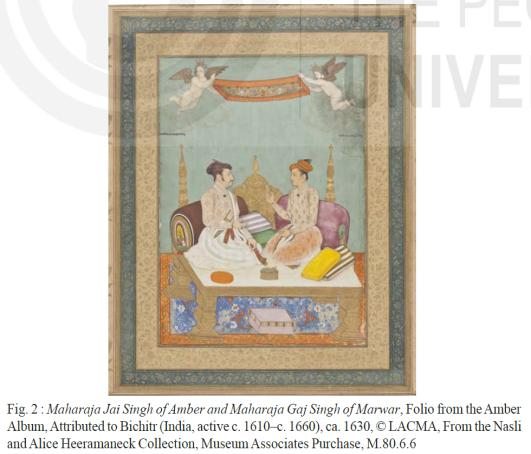 THE PEO
UNIVER
Fig. 2 : Maharaja Jai Singh of Amber and Maharaja Gaj Singh of Marwar, Folio from the Amber
Album, Attributed to Bichitr (India, active c. 1610–c. 1660), ca. 1630, © LACMA, From the Nasli
and Alice Heeramaneck Collection, Museum Associates Purchase, M.80.6.6